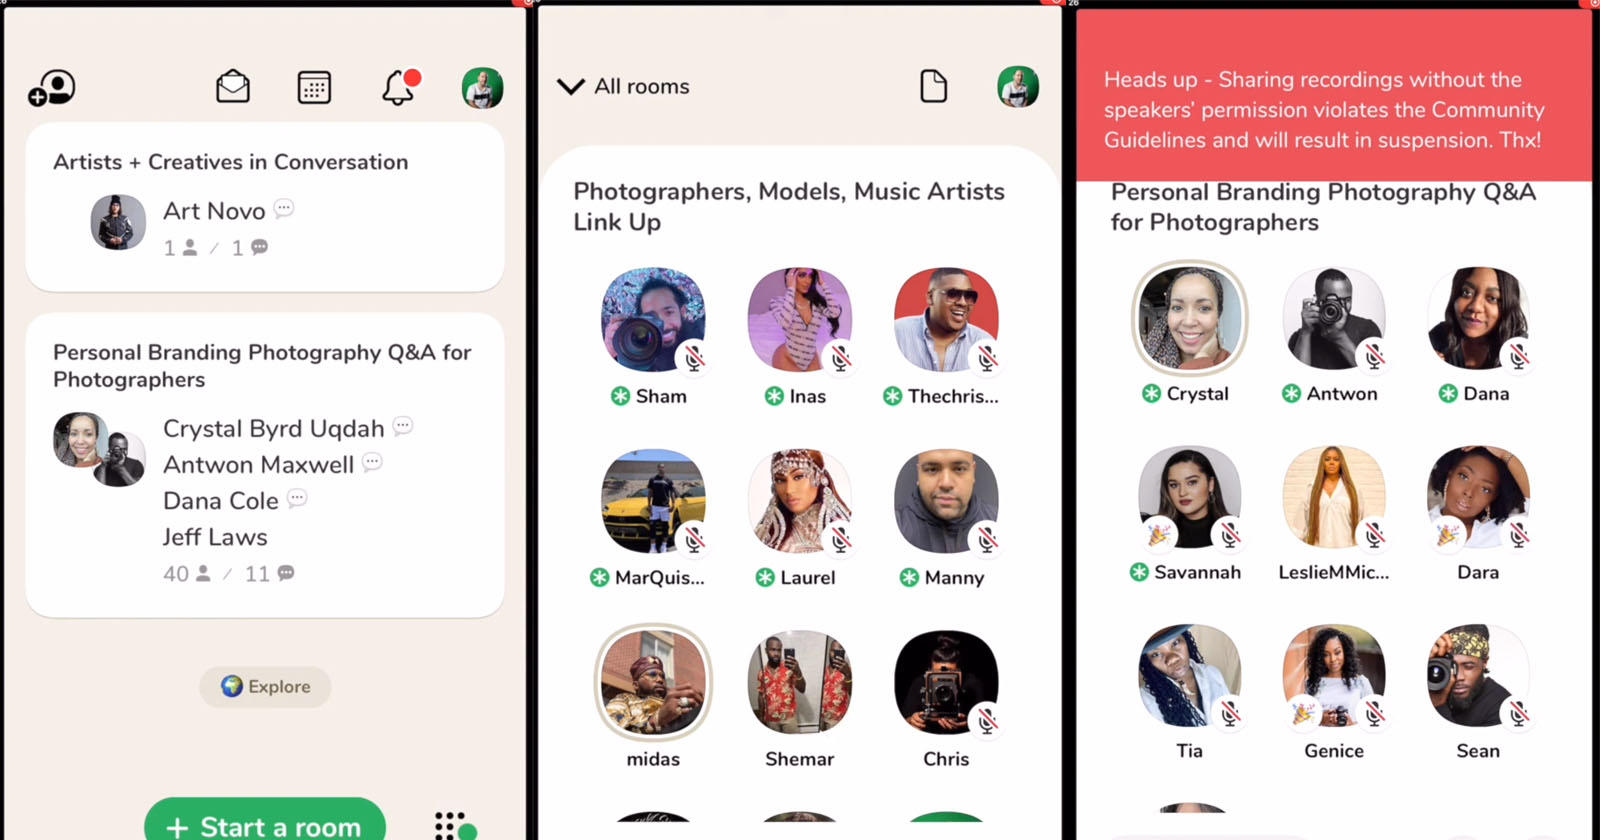 Artists + Creatives in Conversation
Art Novo
1 / 1
Personal Branding Photography Q&A for
Photographers
Crystal Byrd Uqdah
Antwon Maxwell
Dana Cole
Jeff Laws
40 / 11
Explore
+ Start a room
All rooms
Photographers, Models, Music Artists
Link Up
Sham
Inas
Thechris...
MarQuis...
Laurel
Manny
midas
Shemar
Chris
26
Heads up - Sharing recordings without the
speakers' permission violates the Community
Guidelines and will result in suspension. Thx!
Personal Branding Photography Q&A
for Photographers
Crystal
Antwon
Dana
Savannah
LeslieMMic...
Dara
Tia
Genice
Sean